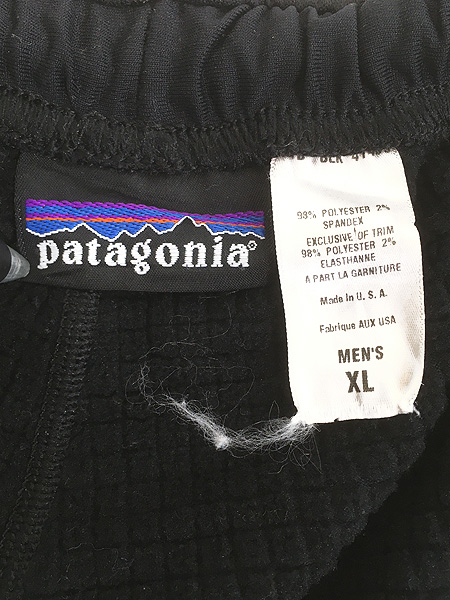 patagonia®
98% POLYESTER 2%
SPANDEX
EXCLUSIVE OF TRIM
98% POLYESTER 2%
ELASTHANNE
A PART LA GARNITURE
Made In U. S. A.
Fabrique AUX USA
MEN'S
XL